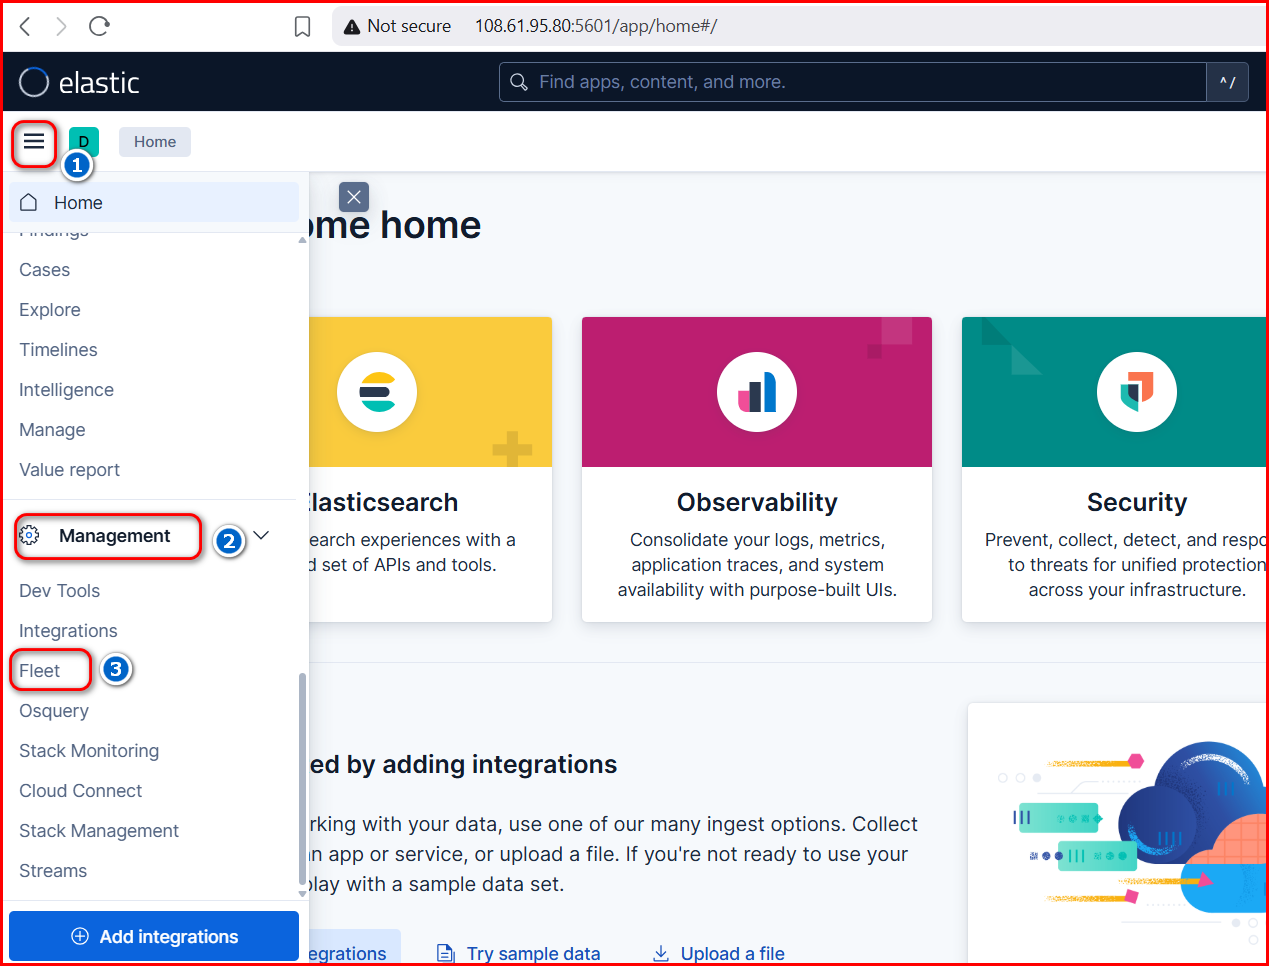 Not secure 108.61.95.80:5601/app/home#/
elastic
Find apps, content, and more.
^ /
D
Home
1
Home
ome home
Findings
Cases
Explore
Timelines
Intelligence
Manage
Value report
Management
2
Dev Tools
Integrations
Fleet
3
Osquery
Stack Monitoring
Cloud Connect
Stack Management
Streams
Add integrations
Elasticsearch
earch experiences with a
d set of APIs and tools.
Observability
Consolidate your logs, metrics,
application traces, and system
availability with purpose-built UIs.
Security
Prevent, collect, detect, and respo
to threats for unified protection
across your infrastructure.
ed by adding integrations
rking with your data, use one of our many ingest options. Collect
n app or service, or upload a file. If you're not ready to use your
play with a sample data set.
egrations
Try sample data
Upload a file